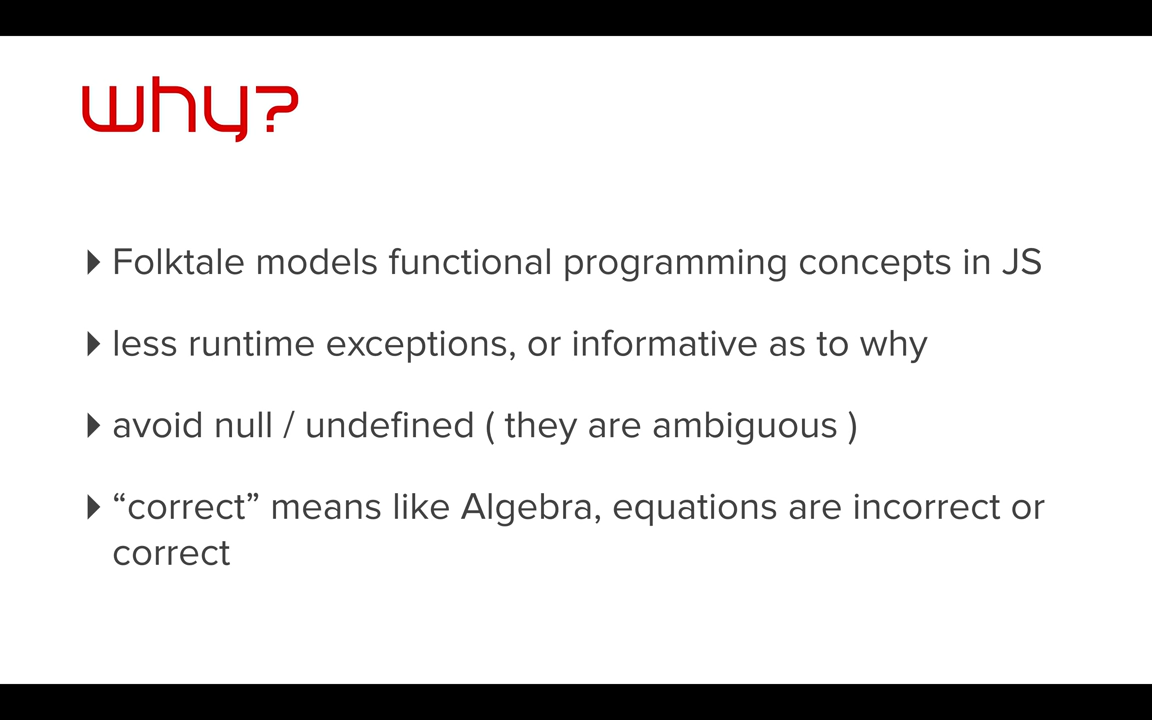 why?
Folktale models functional programming concepts in JS
less runtime exceptions, or informative as to why
avoid null / undefined ( they are ambiguous )
“correct” means like Algebra, equations are incorrect or
correct